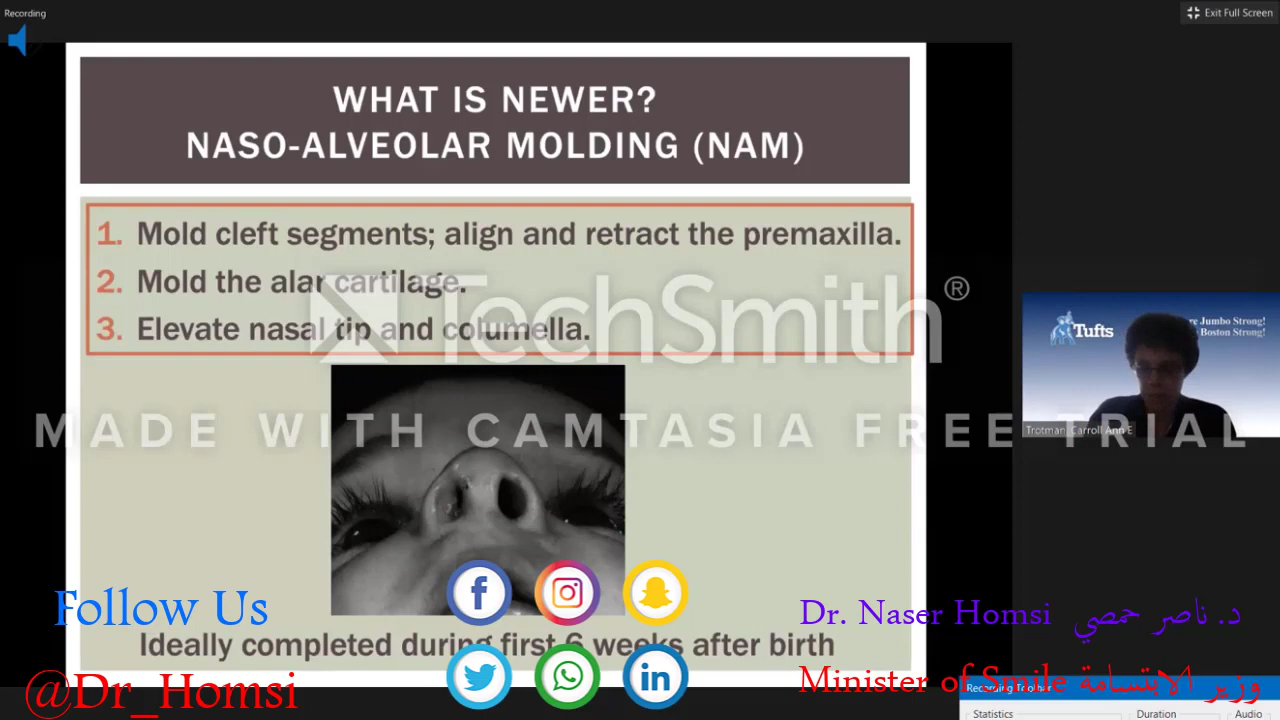 Recording
Exit Full Screen
WHAT IS NEWER?
NASO-ALVEOLAR MOLDING (NAM)
1. Mold cleft segments; align and retract the premaxilla.
2. Mold the alar cartilage.
3. Elevate nasal tip and columella.
TechSmith®
MADE WITH CAMTASIA FREE TRIAL
Tufts
re Jumbo Strong!
Boston Strong!
Trotman, Carroll Ann E
Follow Us
Dr. Naser Homsi د. ناصر حمصي
Ideally completed during first 6 weeks after birth
@Dr_Homsi
Minister of Smile وزير الابتسامة
Recording Toolbar
Statistics
Duration
Audio